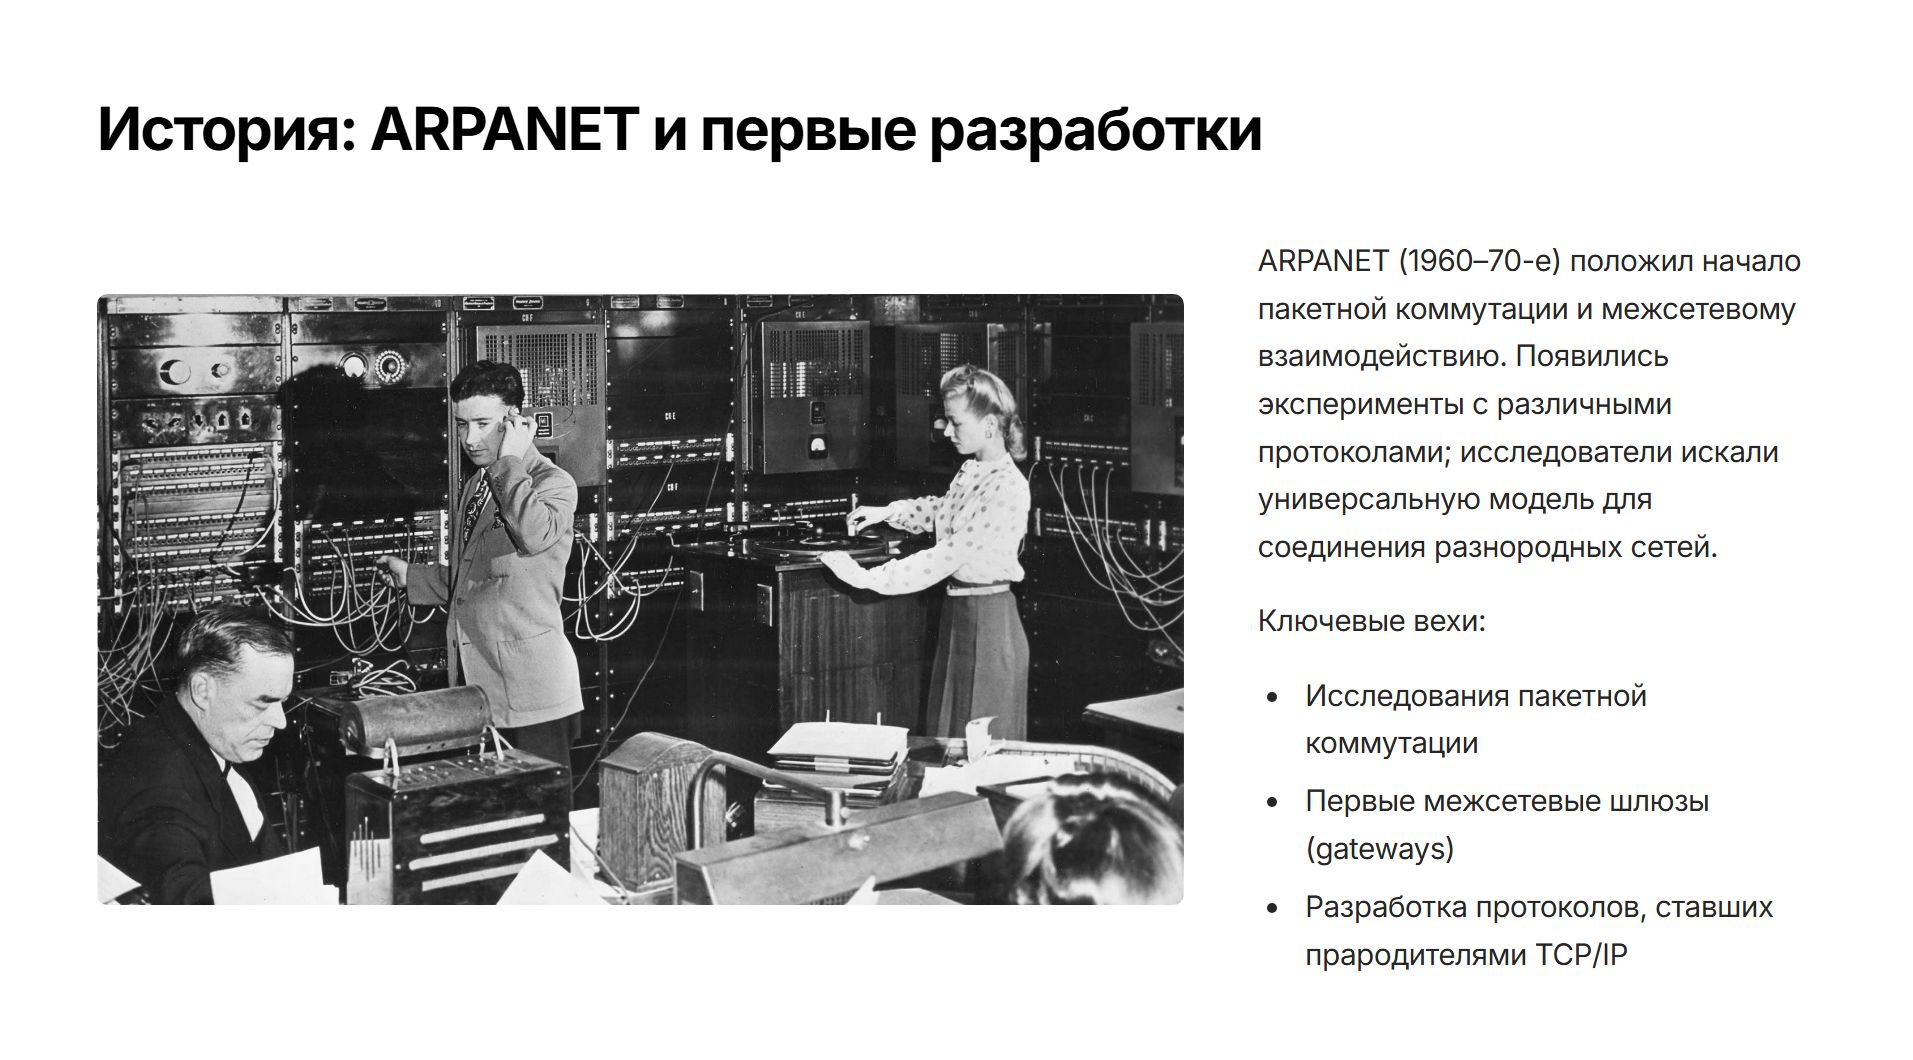 История: ARPANET и первые разработки
ARPANET (1960–70-е) положил начало
пакетной коммутации и межсетевому
взаимодействию. Появились
эксперименты с различными
протоколами; исследователи искали
универсальную модель для
соединения разнородных сетей.
Ключевые вехи:
• Исследования пакетной
коммутации
• Первые межсетевые шлюзы
(gateways)
• Разработка протоколов, ставших
прародителями TCP/IP